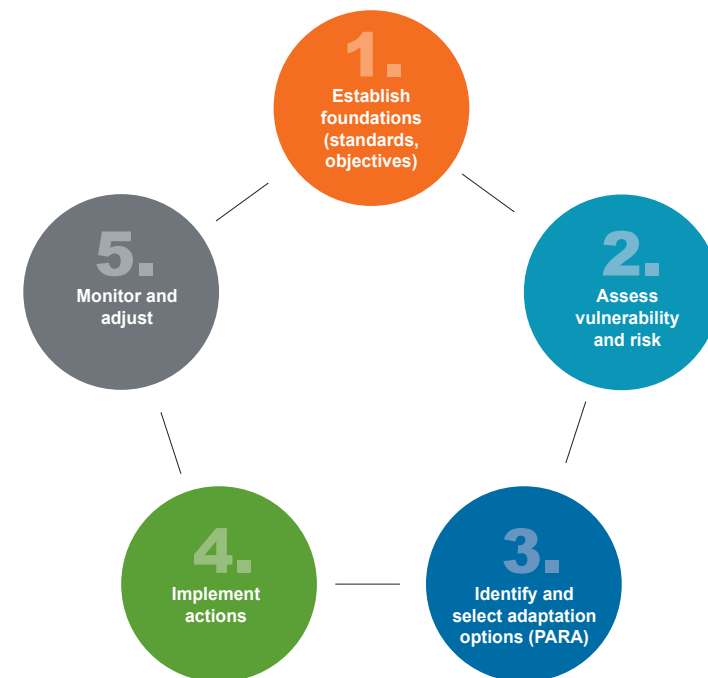 1.
Establish
foundations
(standards,
objectives)
2.
Assess
vulnerability
and risk
3.
Identify and
select adaptation
options (PARA)
4.
Implement
actions
5.
Monitor and
adjust